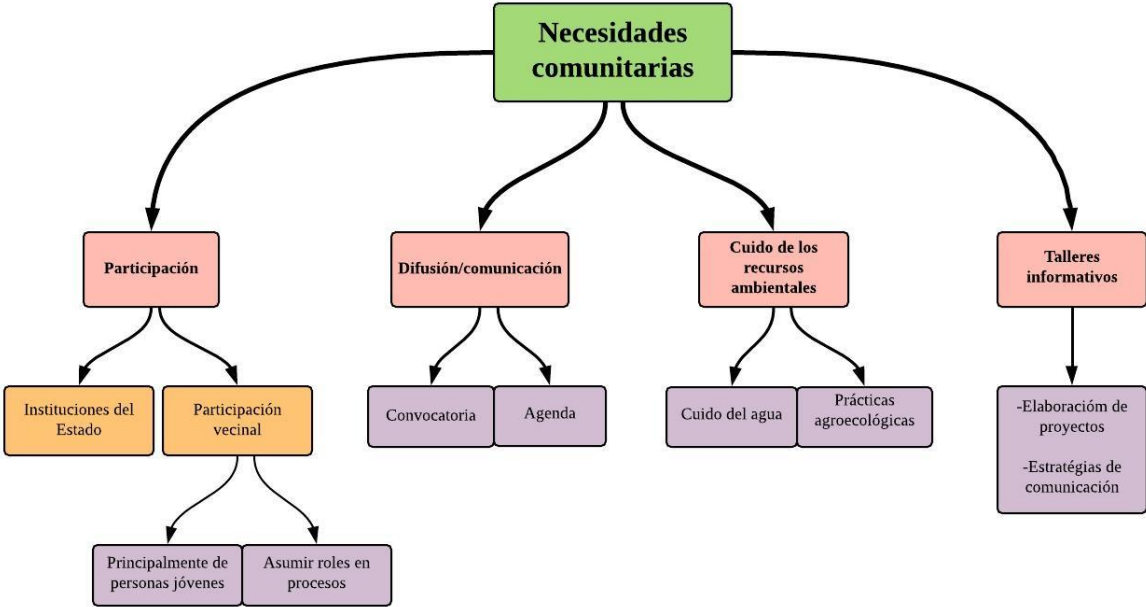 Necesidades
comunitarias
Participación
Difusión/comunicación
Cuido de los
recursos
ambientales
Talleres
informativos
Instituciones del
Estado
Participación
vecinal
Convocatoria
Agenda
Cuido del agua
Prácticas
agroecológicas
-Elaboracióm de
proyectos
-Estratégias de
comunicación
Principalmente de
personas jóvenes
Asumir roles en
procesos